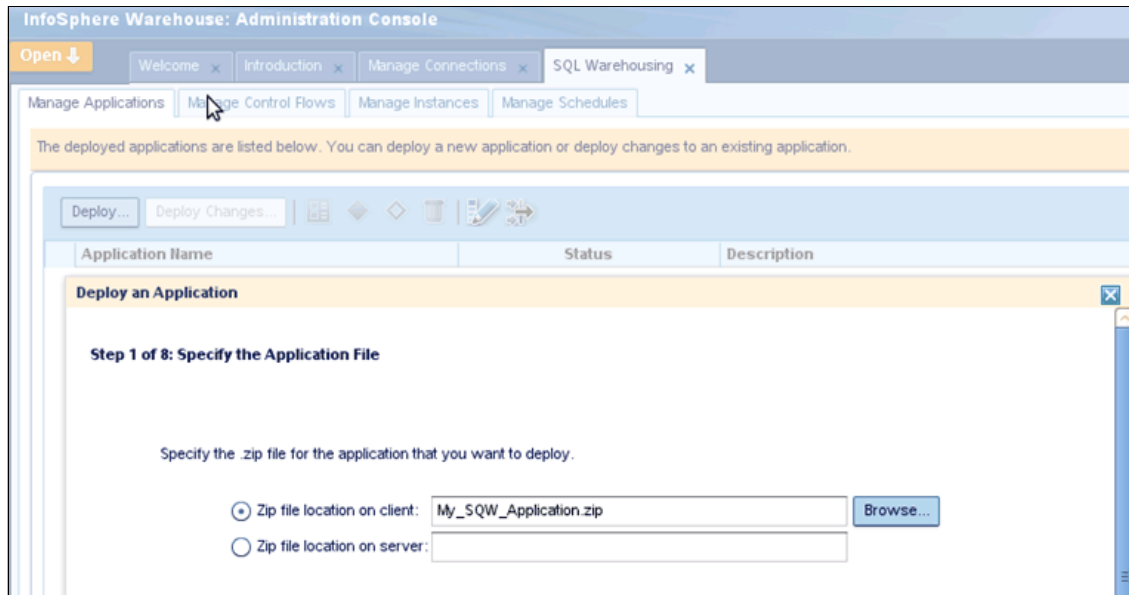 InfoSphere Warehouse: Administration Console
Open
Welcome x Introduction x Manage Connections x SQL Warehousing x
Manage Applications Manage Control Flows Manage Instances Manage Schedules
The deployed applications are listed below. You can deploy a new application or deploy changes to an existing application.
Deploy... Deploy Changes...
Application Name Status Description
Deploy an Application
Step 1 of 8: Specify the Application File
Specify the .zip file for the application that you want to deploy.
Zip file location on client: My_SQW_Application.zip Browse...
Zip file location on server: